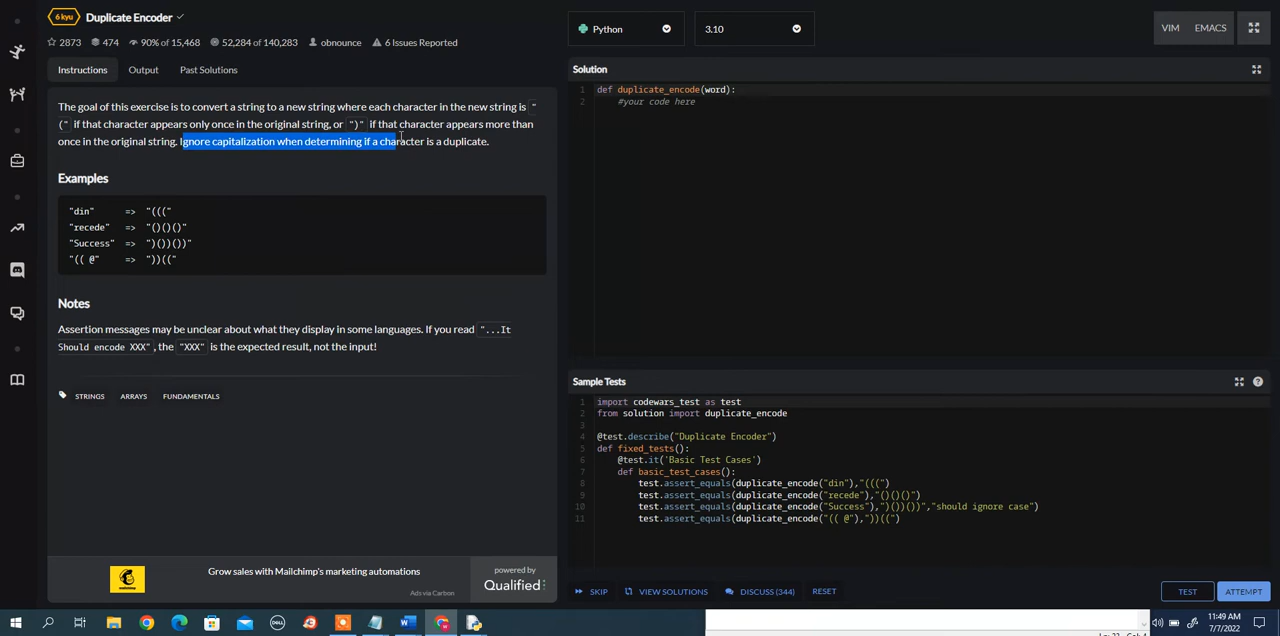 6 kyu Duplicate Encoder
2873 474 90% of 15,468 52,284 of 140,283 obnounce 6 Issues Reported
Instructions Output Past Solutions
The goal of this exercise is to convert a string to a new string where each character in the new string is "
(" if that character appears only once in the original string, or ")" if that character appears more than
once in the original string. Ignore capitalization when determining if a character is a duplicate.
Examples
"din" => "((("
"recede" => "()()()"
"Success" => ")())())"
"(( @" => "))(("
Notes
Assertion messages may be unclear about what they display in some languages. If you read "...It
Should encode XXX", the "XXX" is the expected result, not the input!
STRINGS ARRAYS FUNDAMENTALS
Grow sales with Mailchimp's marketing automations
Ads via Carbon
powered by
Qualified
Python 3.10 VIM EMACS
Solution
1 def duplicate_encode(word):
2 #your code here
Sample Tests
1 import codewars_test as test
2 from solution import duplicate_encode
3
4 @test.describe("Duplicate Encoder")
5 def fixed_tests():
6 @test.it('Basic Test Cases')
7 def basic_test_cases():
8 test.assert_equals(duplicate_encode("din"),"(((")
9 test.assert_equals(duplicate_encode("recede"),"()()()")
10 test.assert_equals(duplicate_encode("Success"),")())())","should ignore case")
11 test.assert_equals(duplicate_encode("(( @"),"))((")
SKIP VIEW SOLUTIONS DISCUSS (344) RESET TEST ATTEMPT
DELL
11:49 AM
7/7/2022